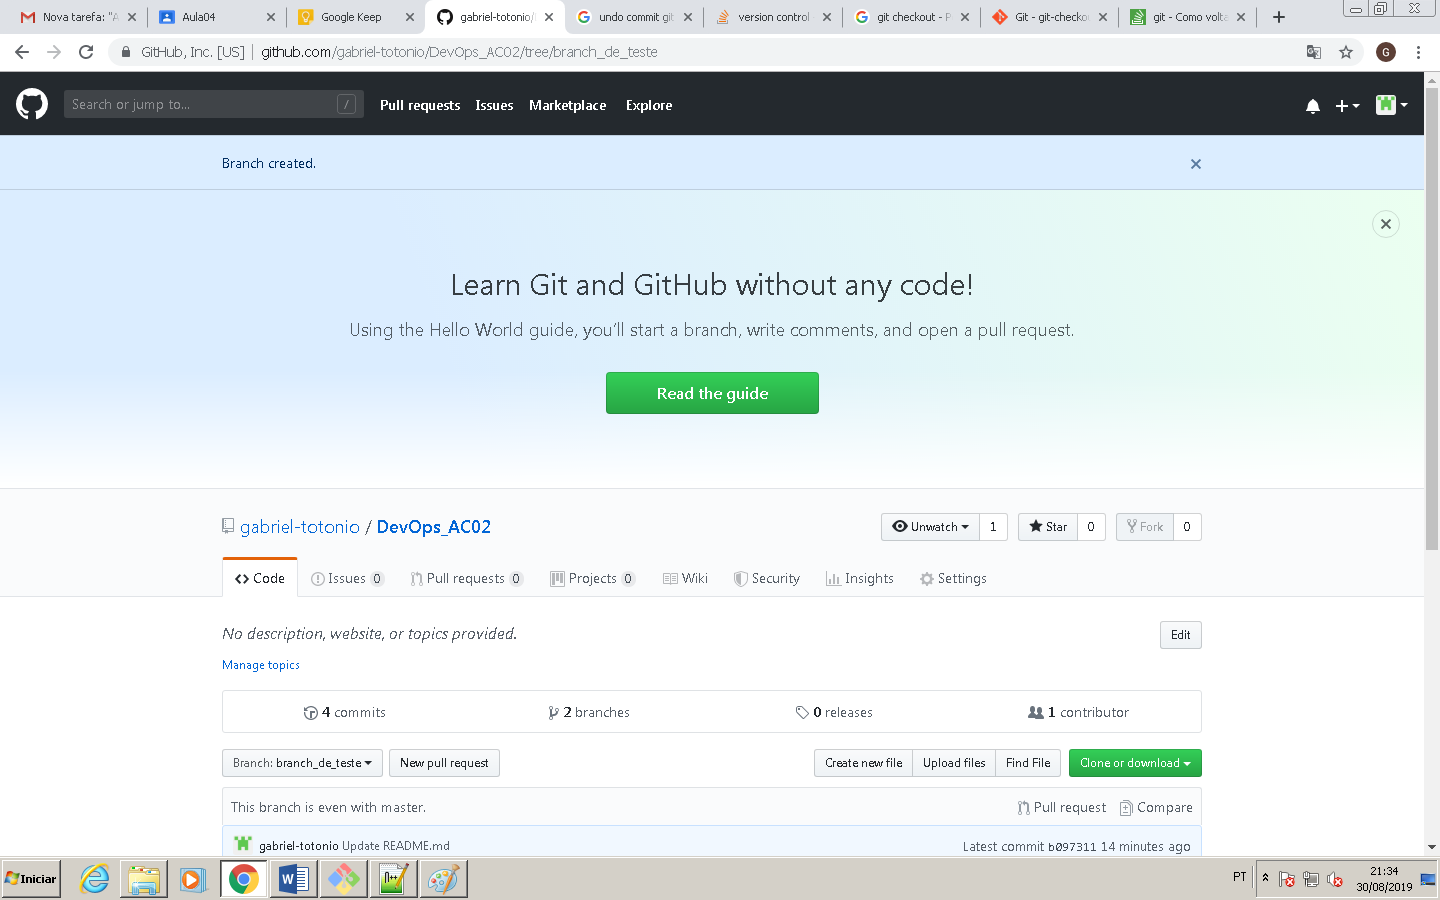 Nova tarefa: "A
Aula04
Google Keep
gabriel-totonio/
undo commit git
version control
git checkout - P
Git - git-checko
git - Como volta
GitHub, Inc. [US] | github.com/gabriel-totonio/DevOps_AC02/tree/branch_de_teste
G
Search or jump to...
/
Pull requests
Issues
Marketplace
Explore
Branch created.
Learn Git and GitHub without any code!
Using the Hello World guide, you'll start a branch, write comments, and open a pull request.
Read the guide
gabriel-totonio / DevOps_AC02
Unwatch 1
Star 0
Fork 0
Code
Issues 0
Pull requests 0
Projects 0
Wiki
Security
Insights
Settings
No description, website, or topics provided.
Edit
Manage topics
4 commits
2 branches
0 releases
1 contributor
Branch: branch_de_teste
New pull request
Create new file
Upload files
Find File
Clone or download
This branch is even with master.
Pull request
Compare
gabriel-totonio Update README.md
Latest commit b097311 14 minutes ago
Iniciar
PT
21:34
30/08/2019